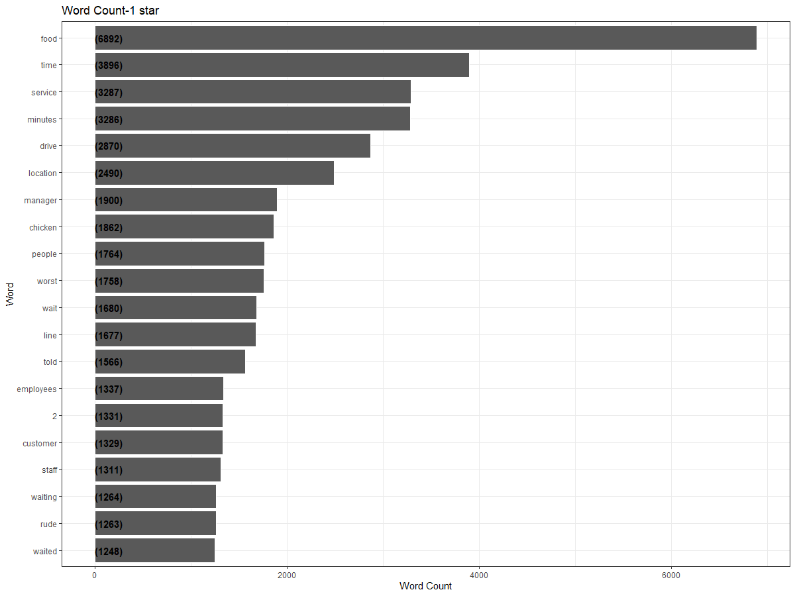 Word Count-1 star
food (6892)
time (3896)
service (3287)
minutes (3286)
drive (2870)
location (2490)
manager (1900)
chicken (1862)
people (1764)
worst (1758)
wait (1680)
line (1677)
told (1566)
employees (1337)
2 (1331)
customer (1329)
staff (1311)
waiting (1264)
rude (1263)
waited (1248)
Word
0 2000 4000 6000
Word Count